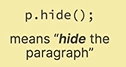 p.hide();
means “hide the
paragraph”